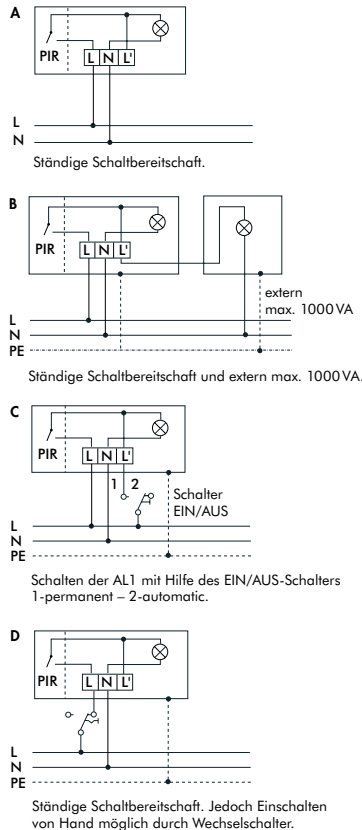 A
PIR
L N L'
L
N
Ständige Schaltbereitschaft.
B
PIR
L N L'
extern
max. 1000 VA
L
N
PE
Ständige Schaltbereitschaft und extern max. 1000 VA.
C
PIR
L N L'
1 2
Schalter
EIN/AUS
L
N
PE
Schalten der AL1 mit Hilfe des EIN/AUS-Schalters
1-permanent – 2-automatic.
D
PIR
L N L'
L
N
PE
Ständige Schaltbereitschaft. Jedoch Einschalten
von Hand möglich durch Wechselschalter.